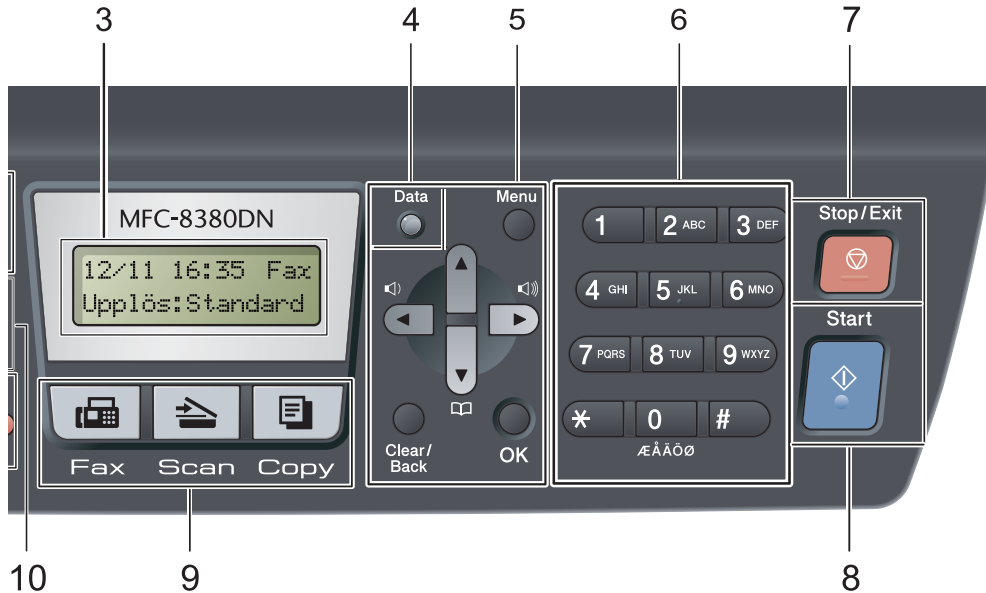 3 4 5 6 7
MFC-8380DN
12/11 16:35 Fax
Upplös:Standard
Fax Scan Copy
Data
Menu
Clear/
Back
OK
1 2 ABC 3 DEF
4 GHI 5 JKL 6 MNO
7 PQRS 8 TUV 9 WXYZ
* 0 #
ÆÅÄÖØ
Stop/Exit
Start
10 9 8